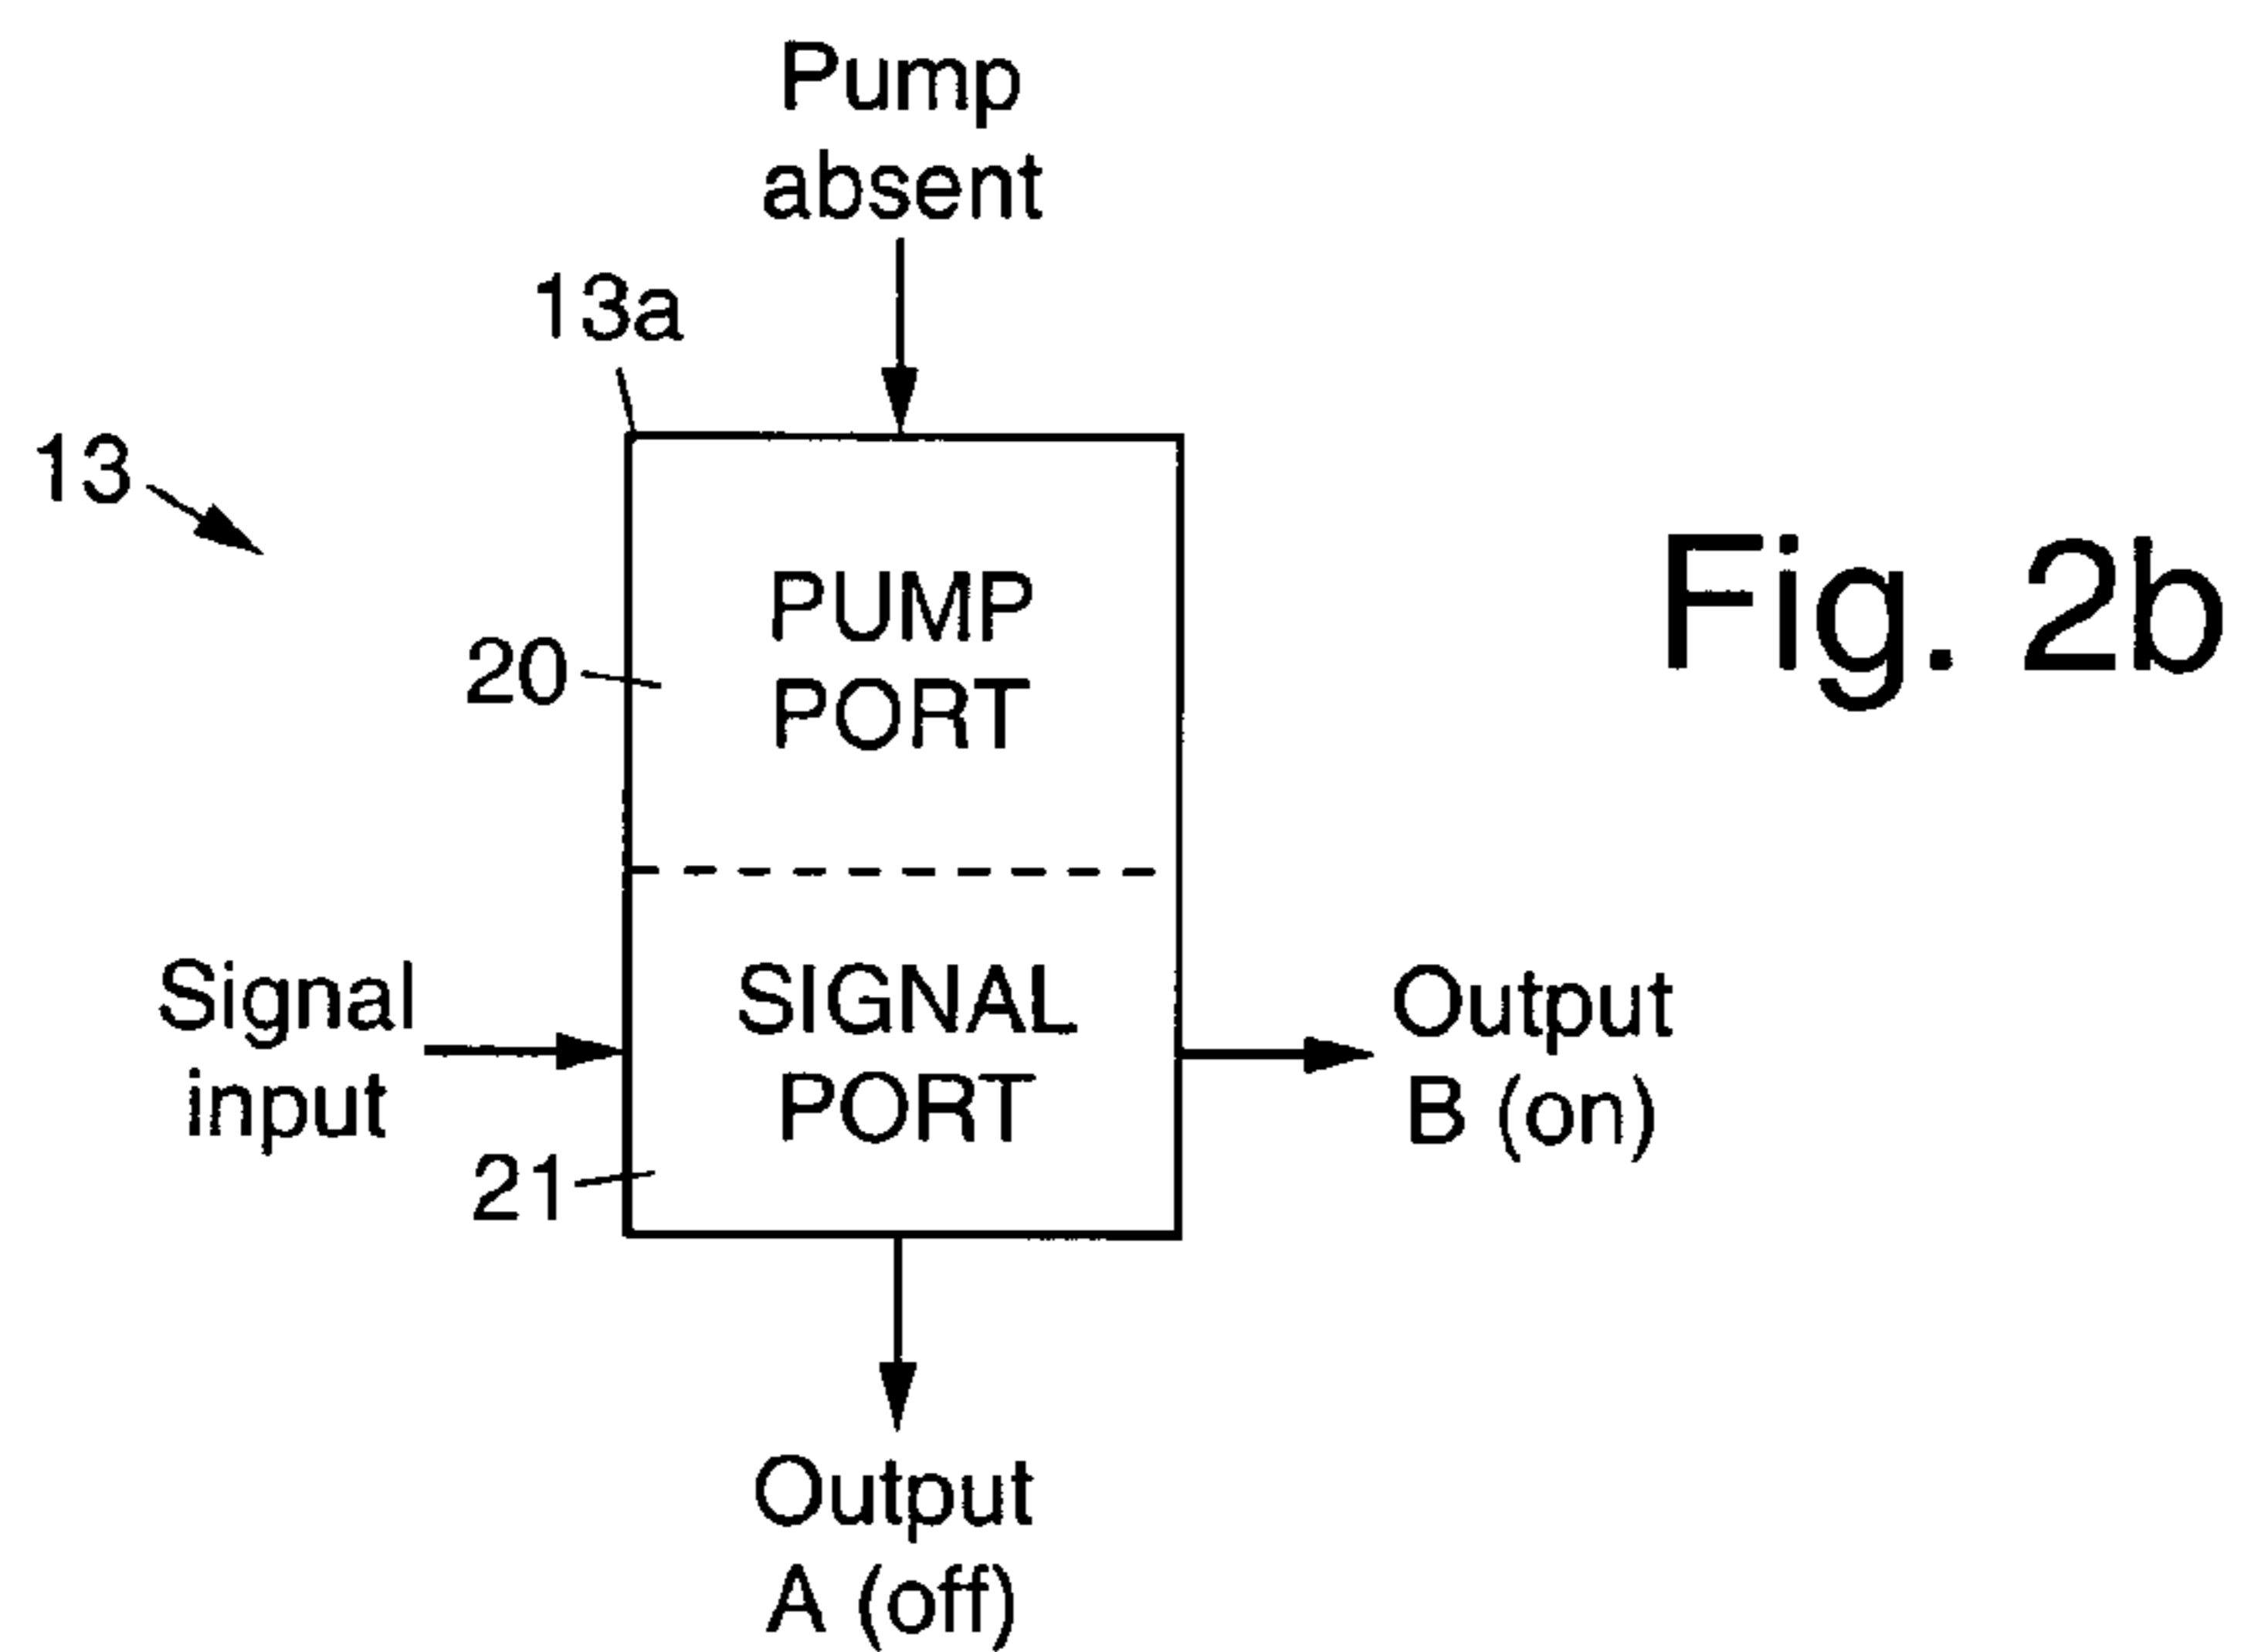 Pump
absent
13a
13
PUMP
PORT
20
Fig. 2b
Signal
input
SIGNAL
PORT
21
Output
B (on)
Output
A (off)